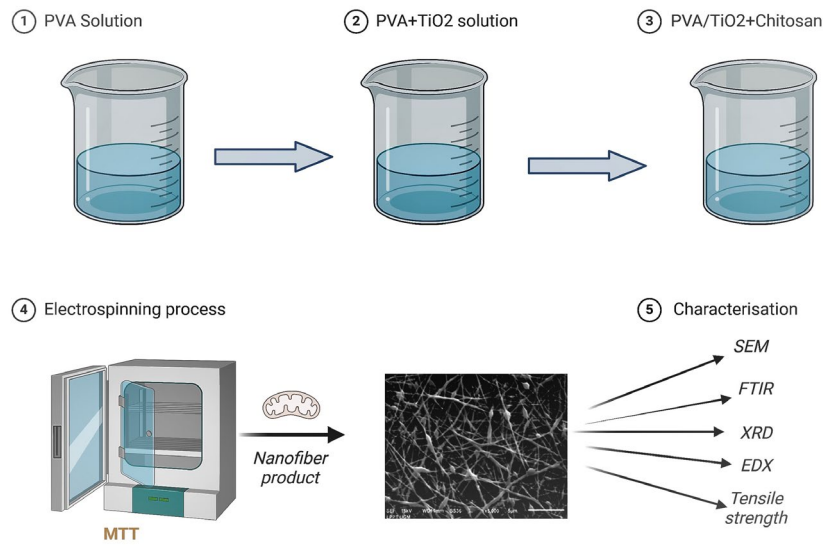 1 PVA Solution
2 PVA+TiO2 solution
3 PVA/TiO2+Chitosan
4 Electrospinning process
5 Characterisation
MTT
Nanofiber
product
SEM
FTIR
XRD
EDX
Tensile
strength